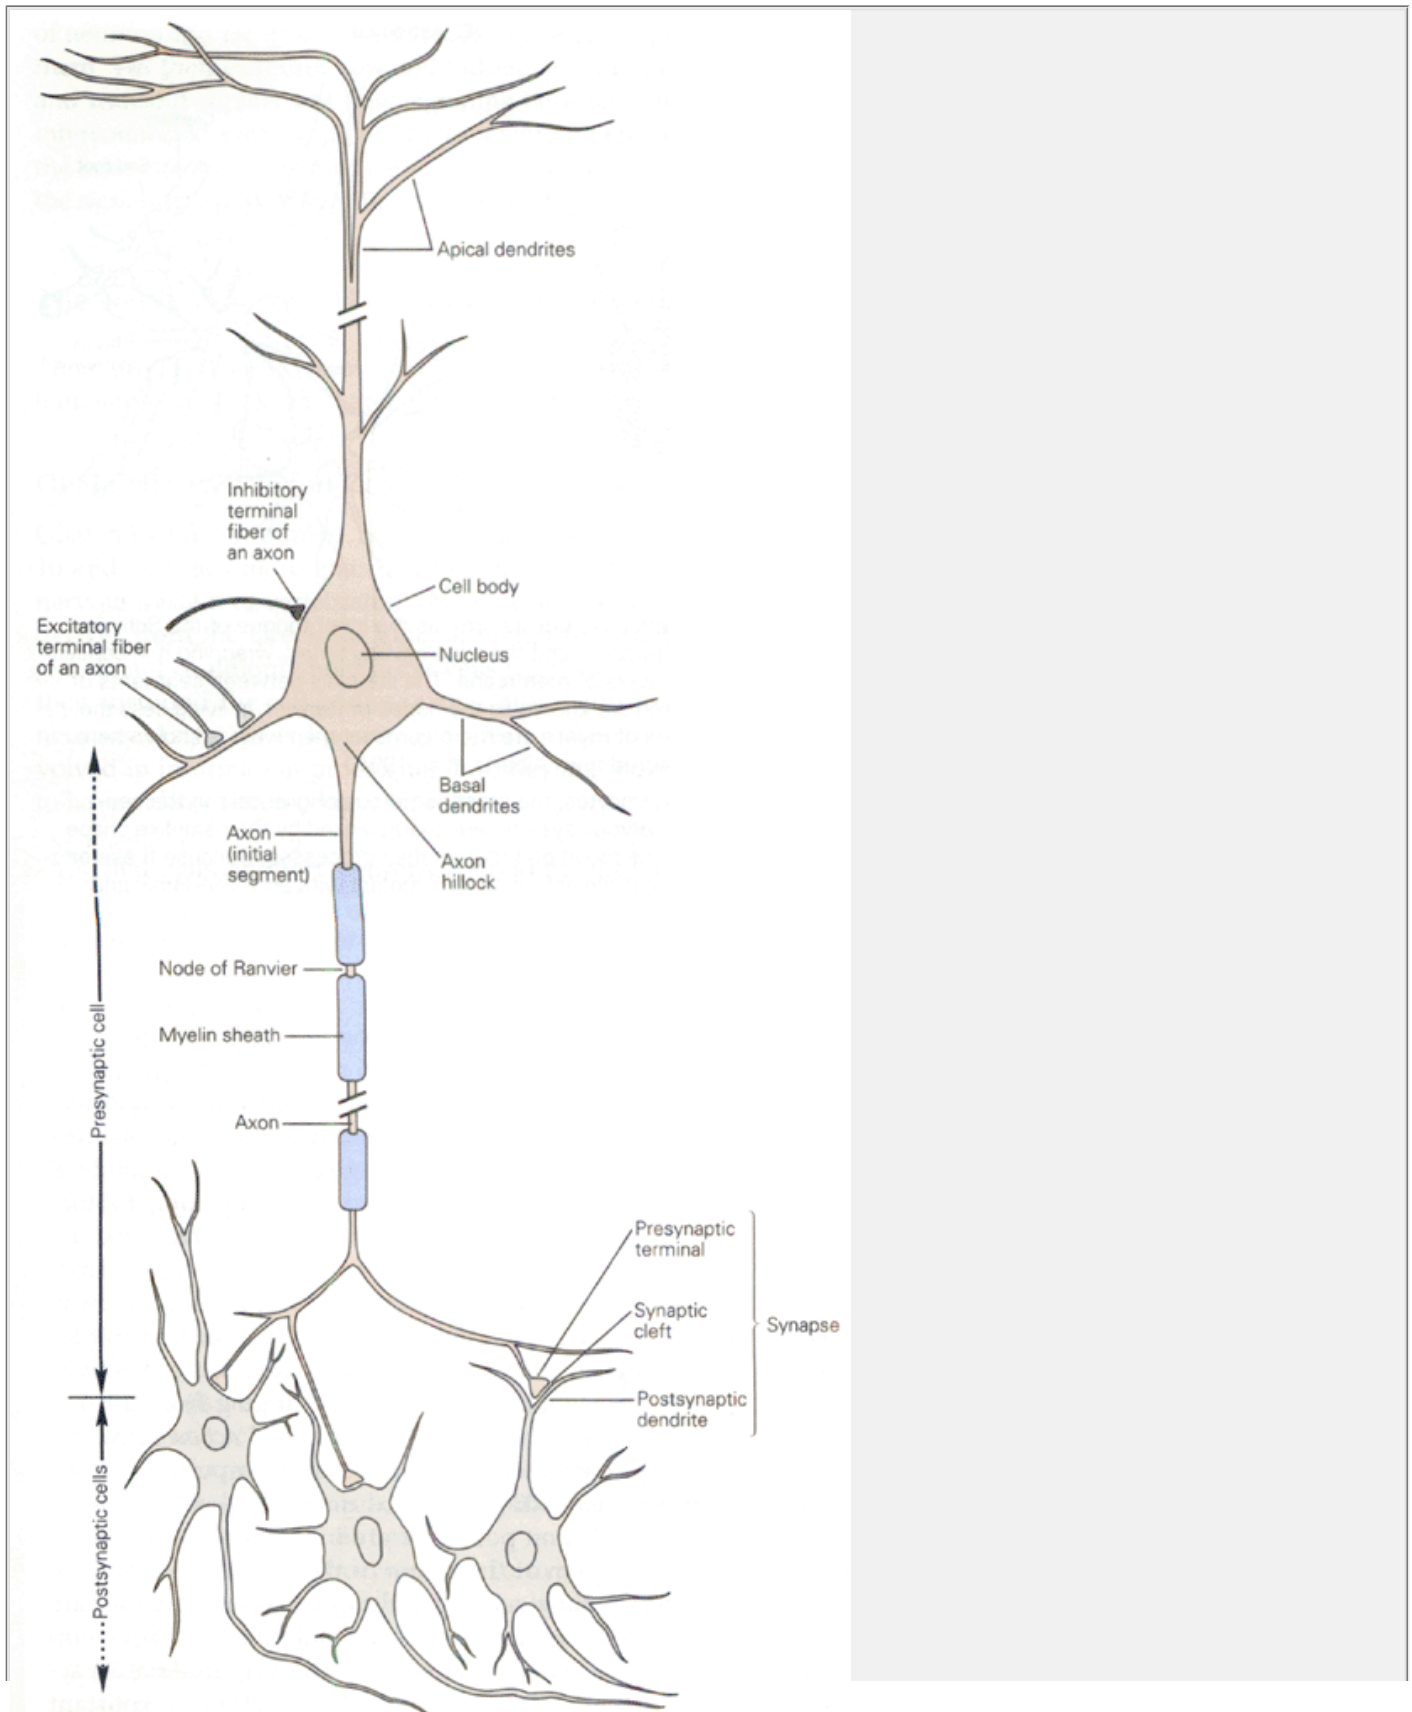 Apical dendrites
Inhibitory
terminal
fiber of
an axon
Cell body
Excitatory
terminal fiber
of an axon
Nucleus
Basal
dendrites
Axon
(initial
segment)
Axon
hillock
Node of Ranvier
Myelin sheath
Axon
Presynaptic cell
Presynaptic
terminal
Synaptic
cleft
Synapse
Postsynaptic
dendrite
Postsynaptic cells